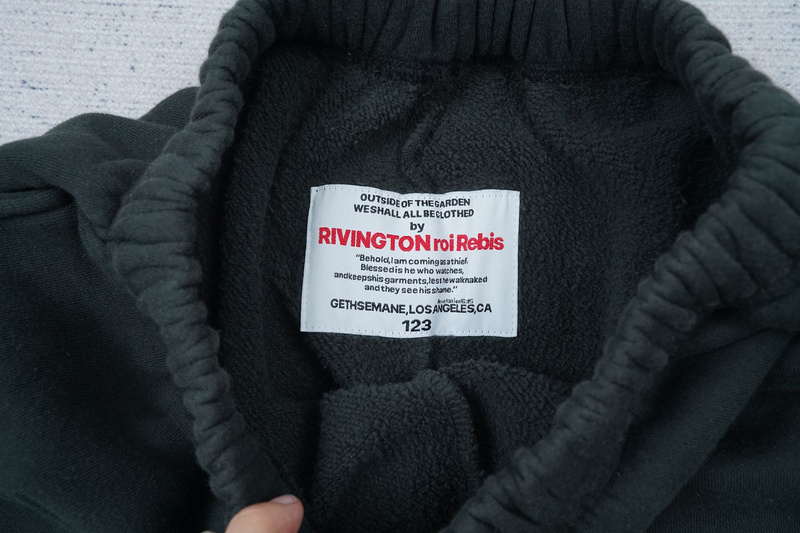 OUTSIDE OF THE GARDEN
WE SHALL ALL BE CLOTHED
by
RIVINGTON roi Rebis
“Behold, I am coming as a thief.
Blessed is he who watches,
and keeps his garments, lest he walk naked
and they see his shame.”
GETHSEMANE, LOS ANGELES, CA
123